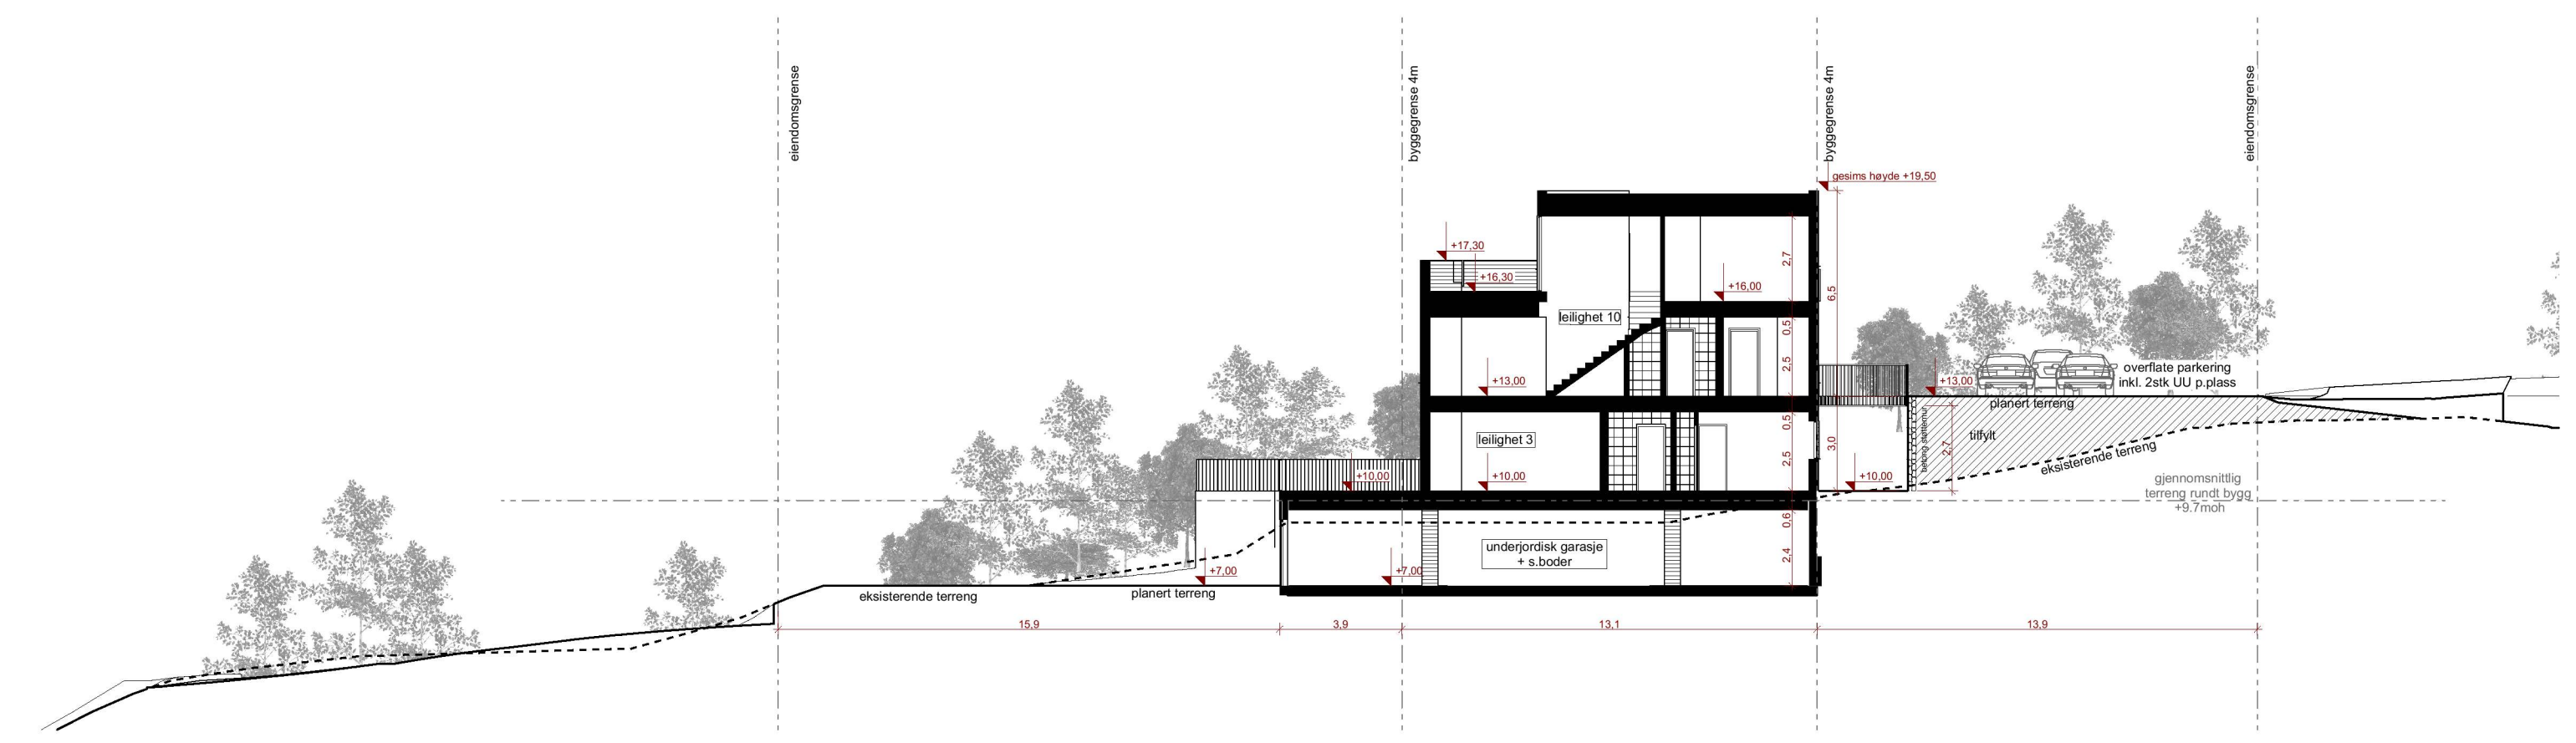 eiendomsgrense
byggegrense 4m
byggegrense 4m
eiendomsgrense
gesims høyde +19,50
+17,30
+16,30
+16,00
2,7
6,5
leilighet 10
0,5
2,5
+13,00
+13,00
overflate parkering
inkl. 2stk UU p.plass
planert terreng
leilighet 3
0,5
2,5
3,0
betong støttemur
2,7
tilfylt
eksisterende terreng
+10,00
+10,00
+10,00
gjennomsnittlig
terreng rundt bygg
+9.7moh
0,6
2,4
underjordisk garasje
+ s.boder
+7,00
+7,00
eksisterende terreng
planert terreng
15,9
3,9
13,1
13,9